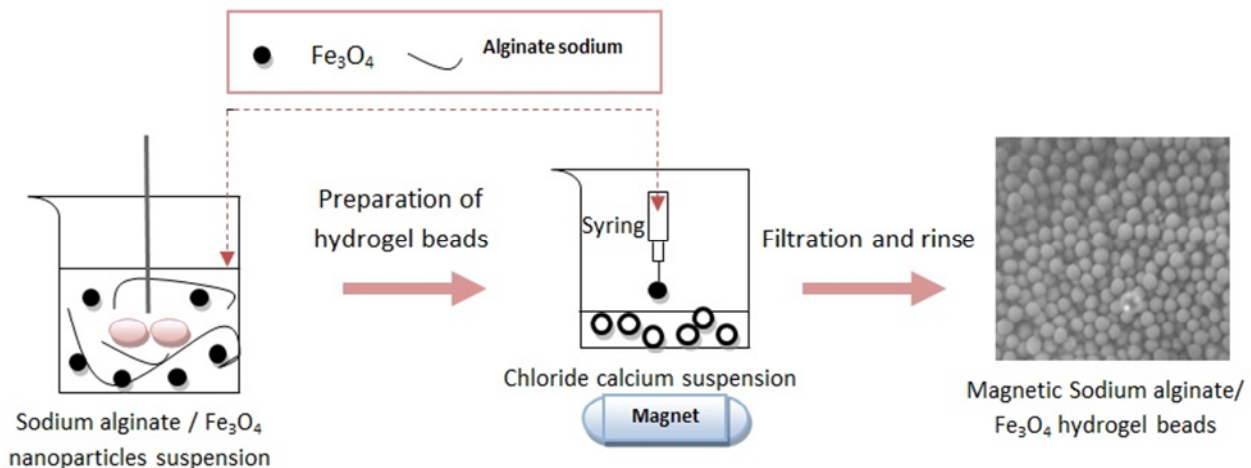 Fe₃O₄
Alginate sodium
Preparation of
hydrogel beads
Syring
Filtration and rinse
Sodium alginate / Fe₃O₄
nanoparticles suspension
Chloride calcium suspension
Magnet
Magnetic Sodium alginate/
Fe₃O₄ hydrogel beads